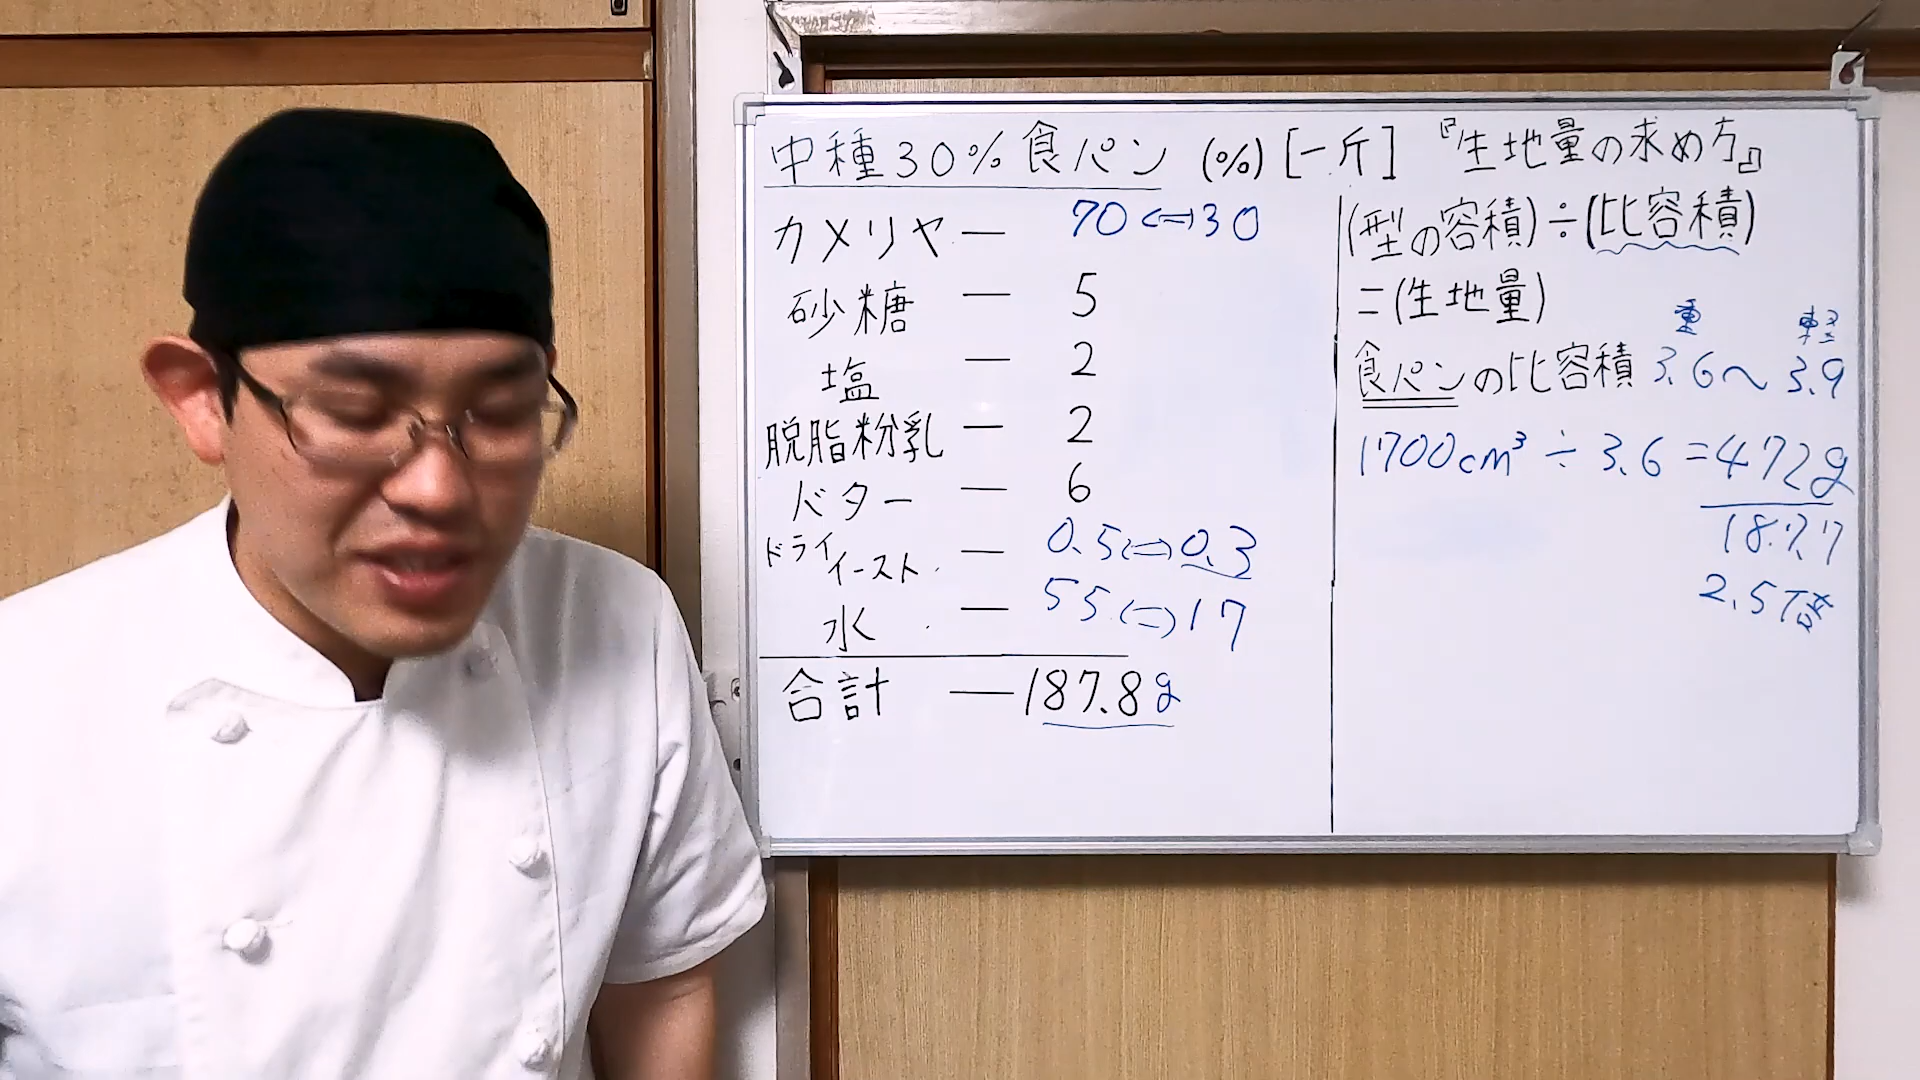 中種30%食パン (%) [一斤]
カメリヤ — 70⇔30
砂糖 — 5
塩 — 2
脱脂粉乳 — 2
バター — 6
ドライイースト — 0.5⇔0.3
水 — 55⇔17
合計 — 187.8g
『生地量の求め方』
(型の容積)÷(比容積)
=(生地量)
重 軽
食パンの比容積 3.6〜3.9
1700cm³ ÷ 3.6 = 472g
187.7
2.5倍